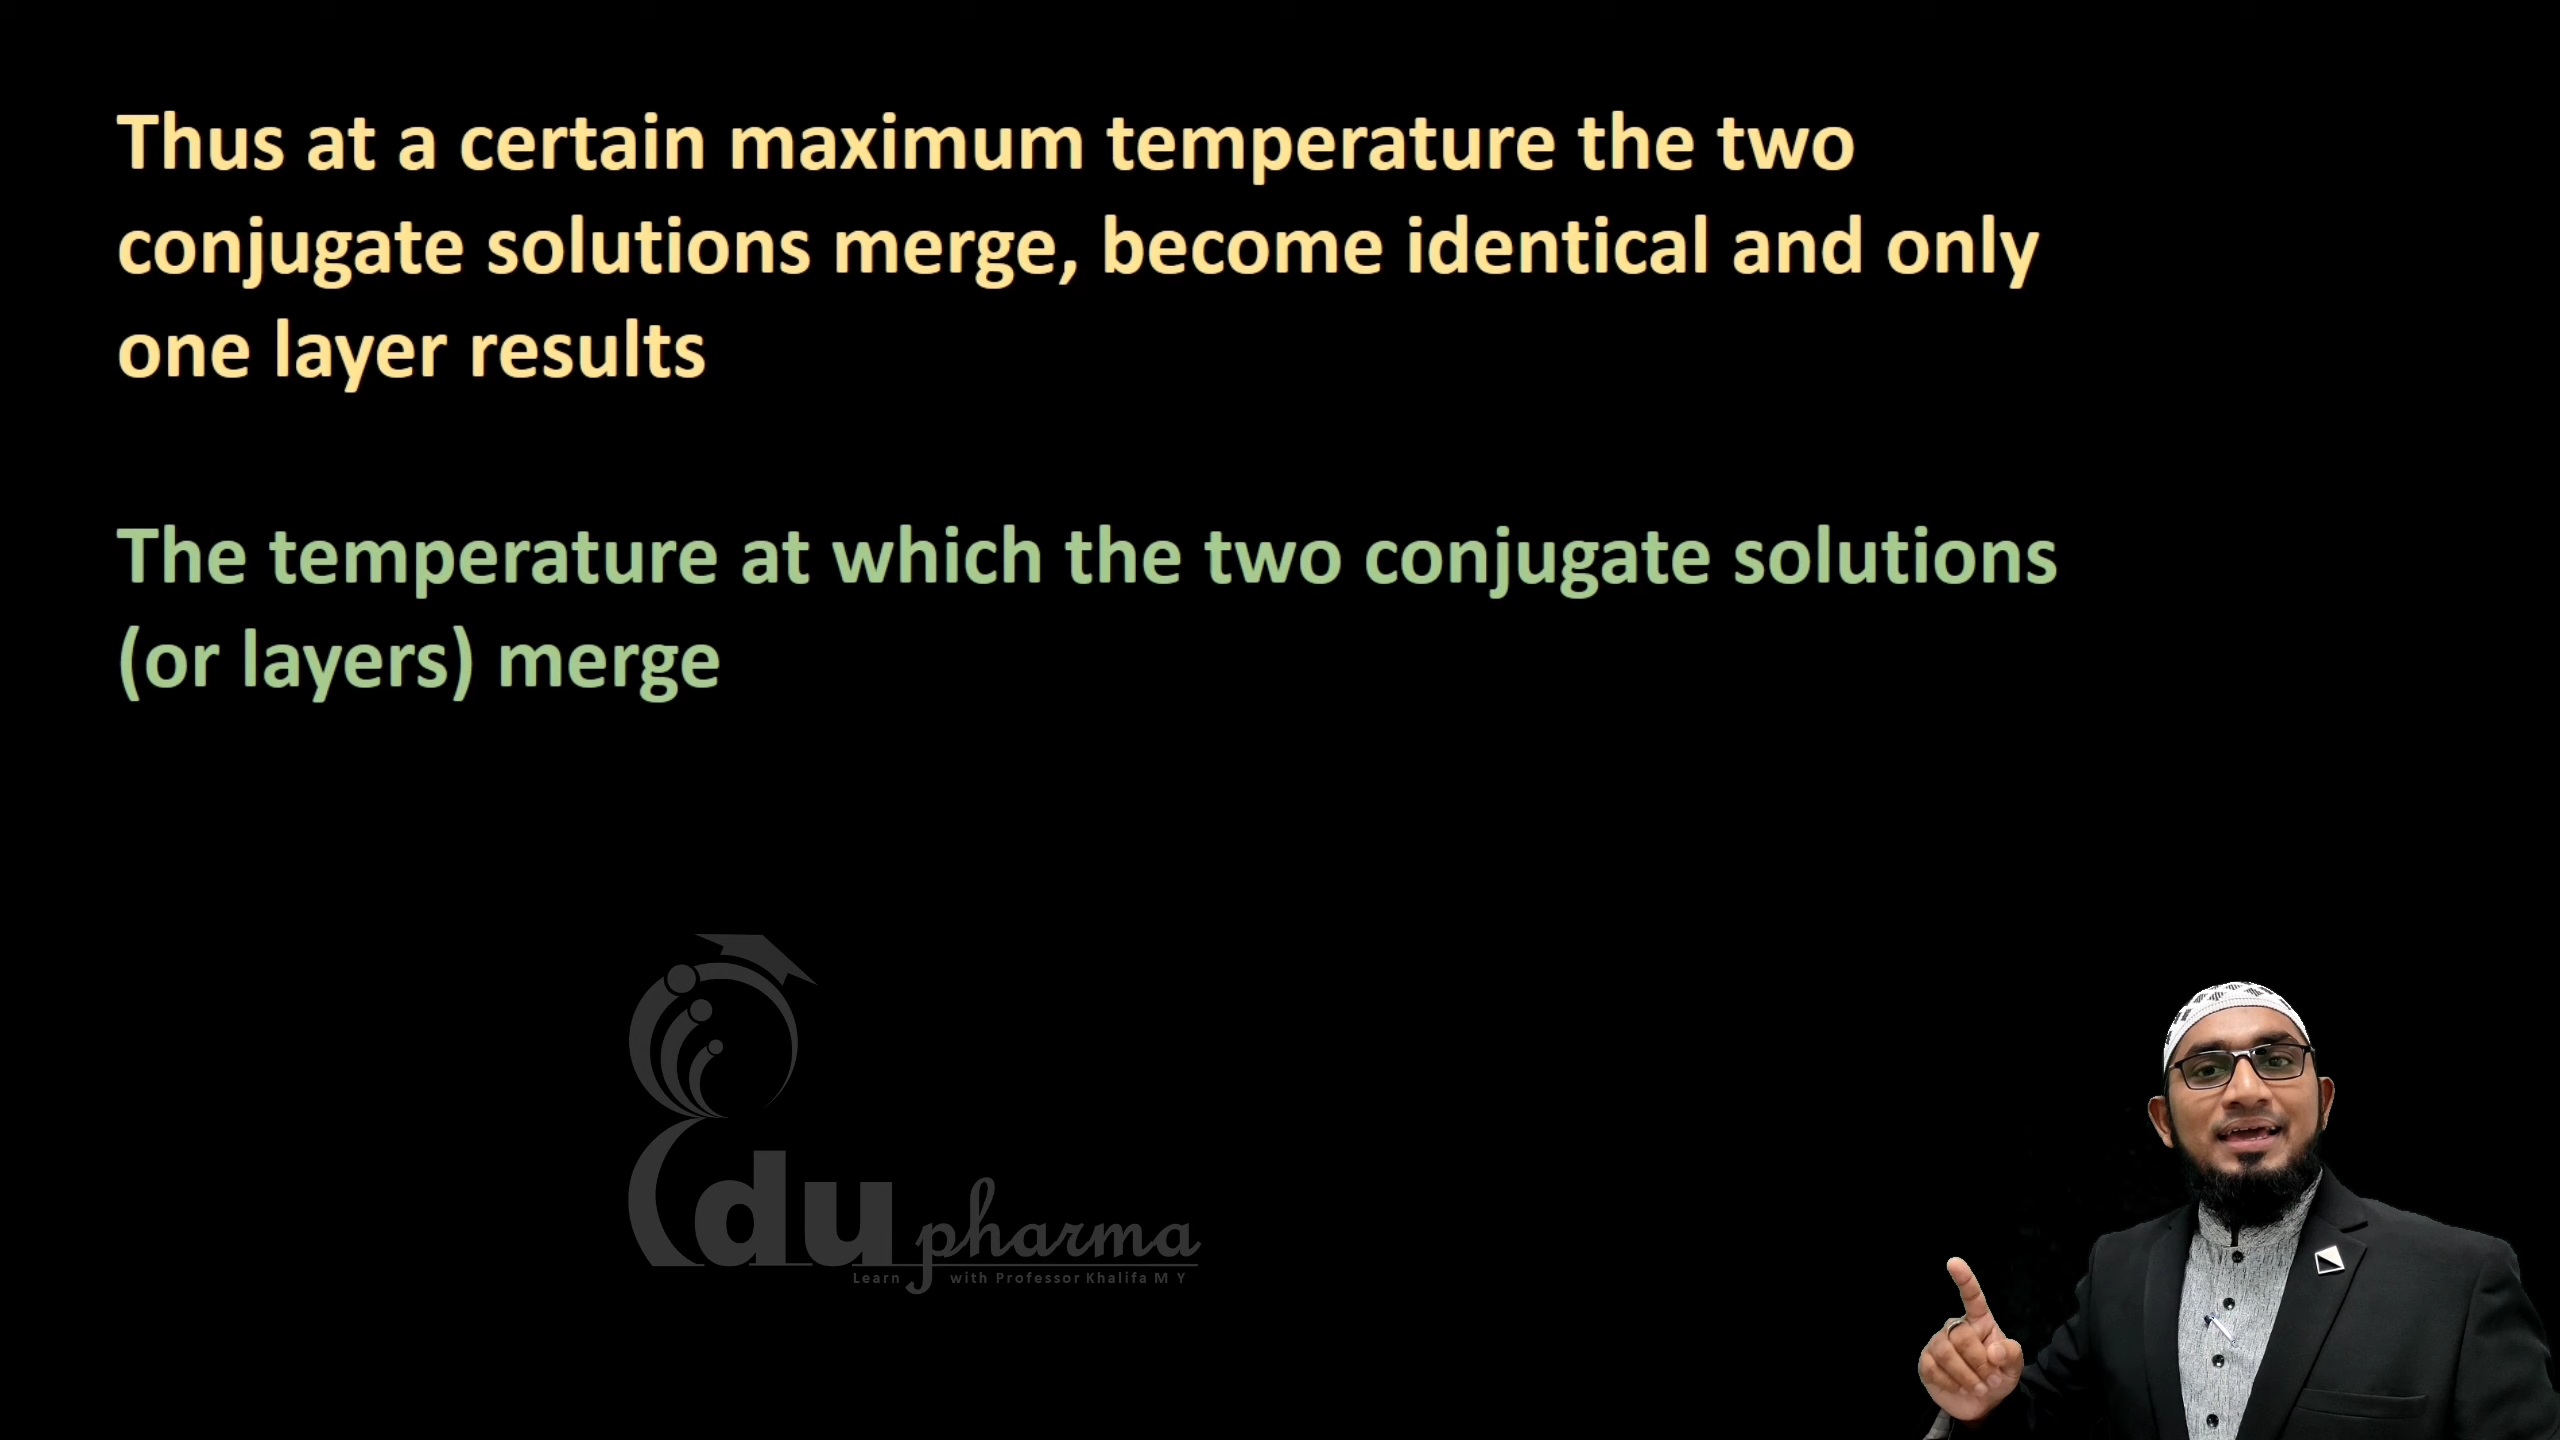 Thus at a certain maximum temperature the two
conjugate solutions merge, become identical and only
one layer results
The temperature at which the two conjugate solutions
(or layers) merge
Edu pharma
Learn with Professor Khalifa M Y